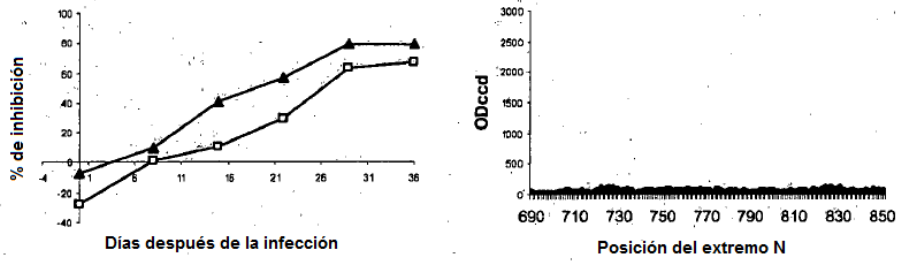 % de inhibición
100
80
60
40
20
0
-20
-40
-4 1 6 11 16 21 26 31 36
Días después de la infección
ODccd
3000
2500
2000
1500
1000
500
0
690 710 730 750 770 790 810 830 850
Posición del extremo N